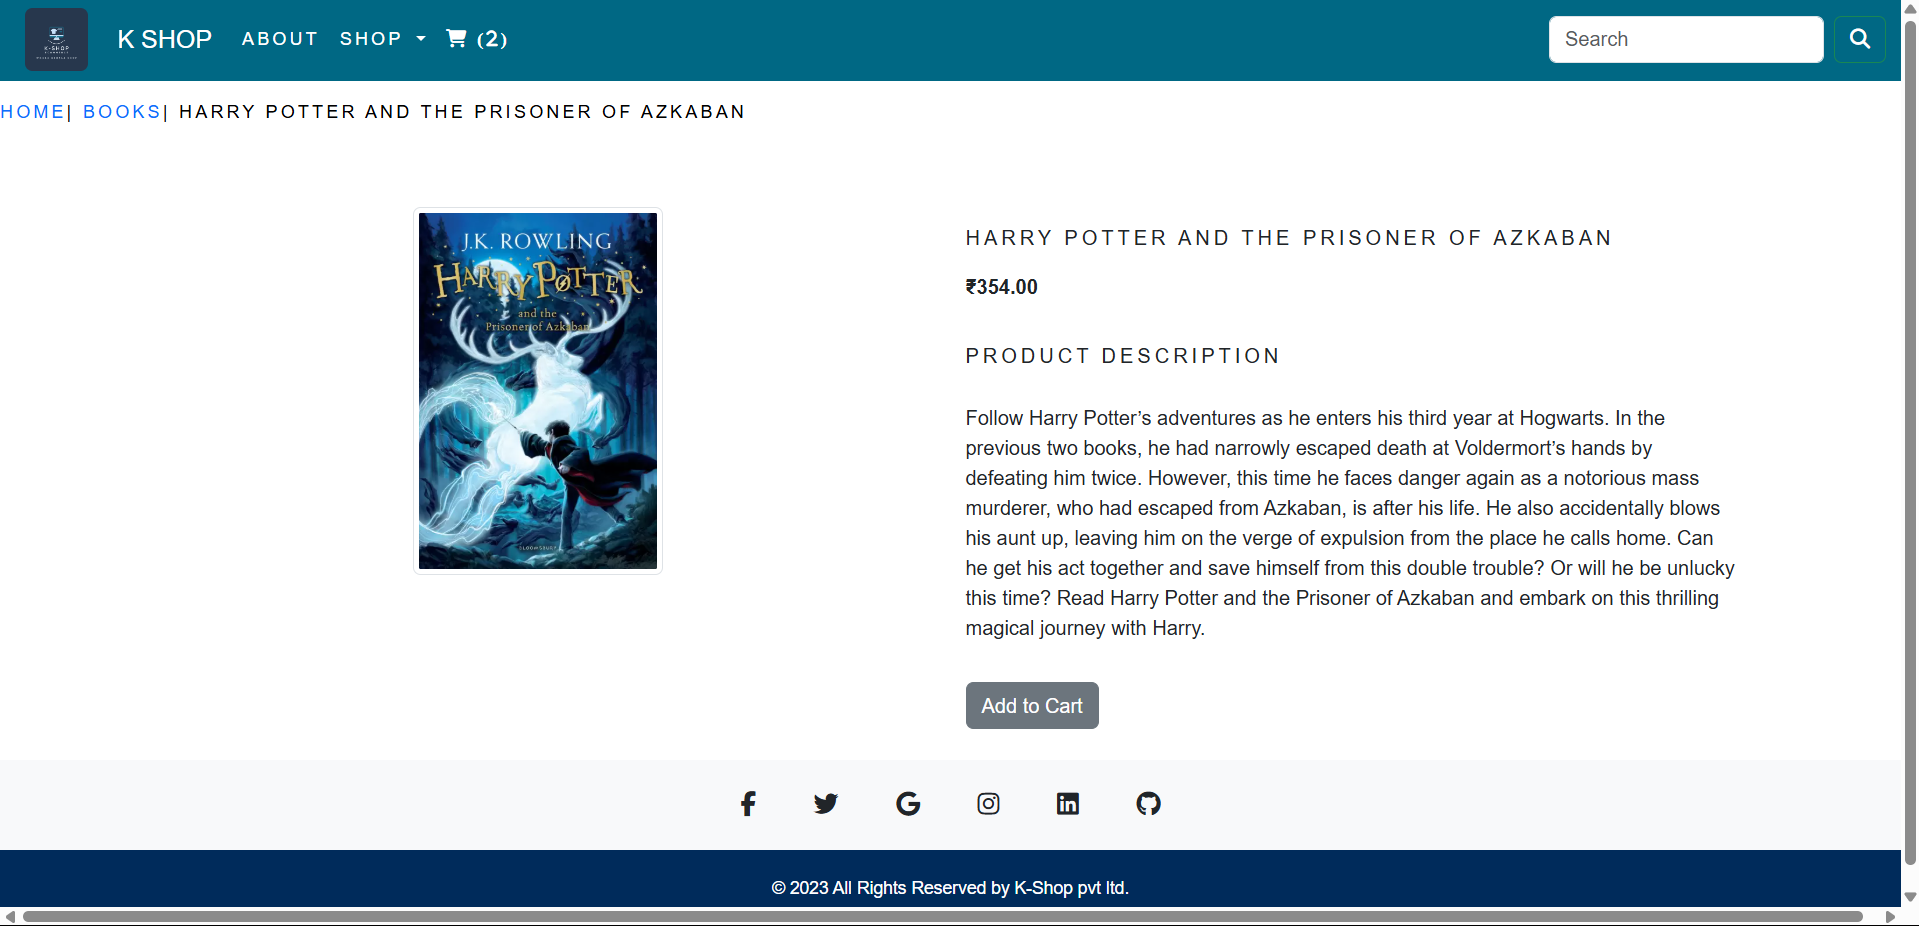 K-SHOP
K SHOP
ABOUT
SHOP
(2)
Search
HOME| BOOKS| HARRY POTTER AND THE PRISONER OF AZKABAN
J.K. ROWLING
HARRY POTTER
and the
Prisoner of Azkaban
BLOOMSBURY
HARRY POTTER AND THE PRISONER OF AZKABAN
₹354.00
PRODUCT DESCRIPTION
Follow Harry Potter’s adventures as he enters his third year at Hogwarts. In the
previous two books, he had narrowly escaped death at Voldermort’s hands by
defeating him twice. However, this time he faces danger again as a notorious mass
murderer, who had escaped from Azkaban, is after his life. He also accidentally blows
his aunt up, leaving him on the verge of expulsion from the place he calls home. Can
he get his act together and save himself from this double trouble? Or will he be unlucky
this time? Read Harry Potter and the Prisoner of Azkaban and embark on this thrilling
magical journey with Harry.
Add to Cart
© 2023 All Rights Reserved by K-Shop pvt ltd.